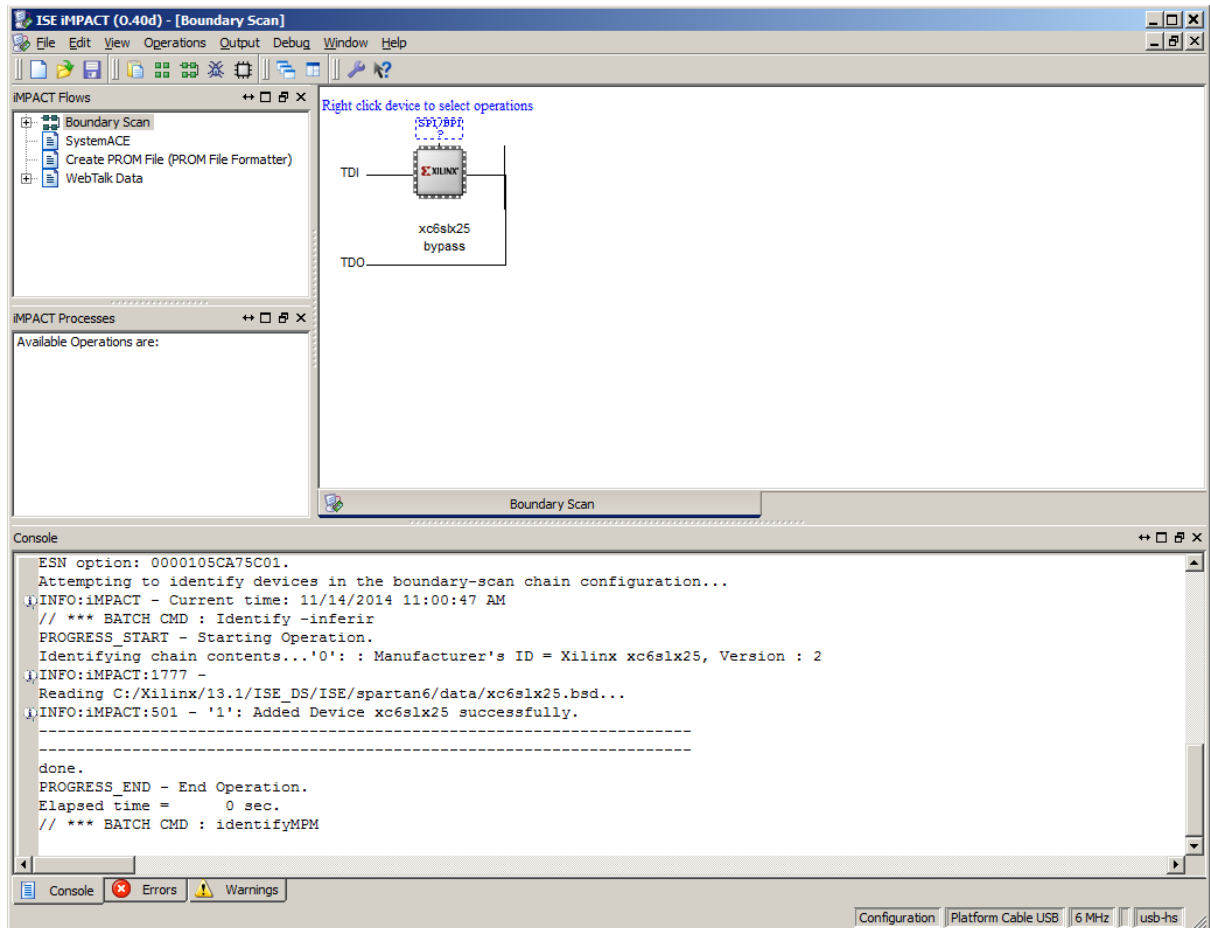 ISE iMPACT (0.40d) - [Boundary Scan]
File Edit View Operations Output Debug Window Help
iMPACT Flows
Boundary Scan
SystemACE
Create PROM File (PROM File Formatter)
WebTalk Data
iMPACT Processes
Available Operations are:
Right click device to select operations
SPI/BPI
?
TDI
XILINX
xc6slx25
bypass
TDO
Boundary Scan
Console
ESN option: 0000105CA75C01.
Attempting to identify devices in the boundary-scan chain configuration...
INFO:iMPACT - Current time: 11/14/2014 11:00:47 AM
// *** BATCH CMD : Identify -inferir
PROGRESS_START - Starting Operation.
Identifying chain contents...'0': : Manufacturer's ID = Xilinx xc6slx25, Version : 2
INFO:iMPACT:1777 -
Reading C:/Xilinx/13.1/ISE_DS/ISE/spartan6/data/xc6slx25.bsd...
INFO:iMPACT:501 - '1': Added Device xc6slx25 successfully.
----------------------------------------------------------------------
----------------------------------------------------------------------
done.
PROGRESS_END - End Operation.
Elapsed time = 0 sec.
// *** BATCH CMD : identifyMPM
Console Errors Warnings
Configuration Platform Cable USB 6 MHz usb-hs